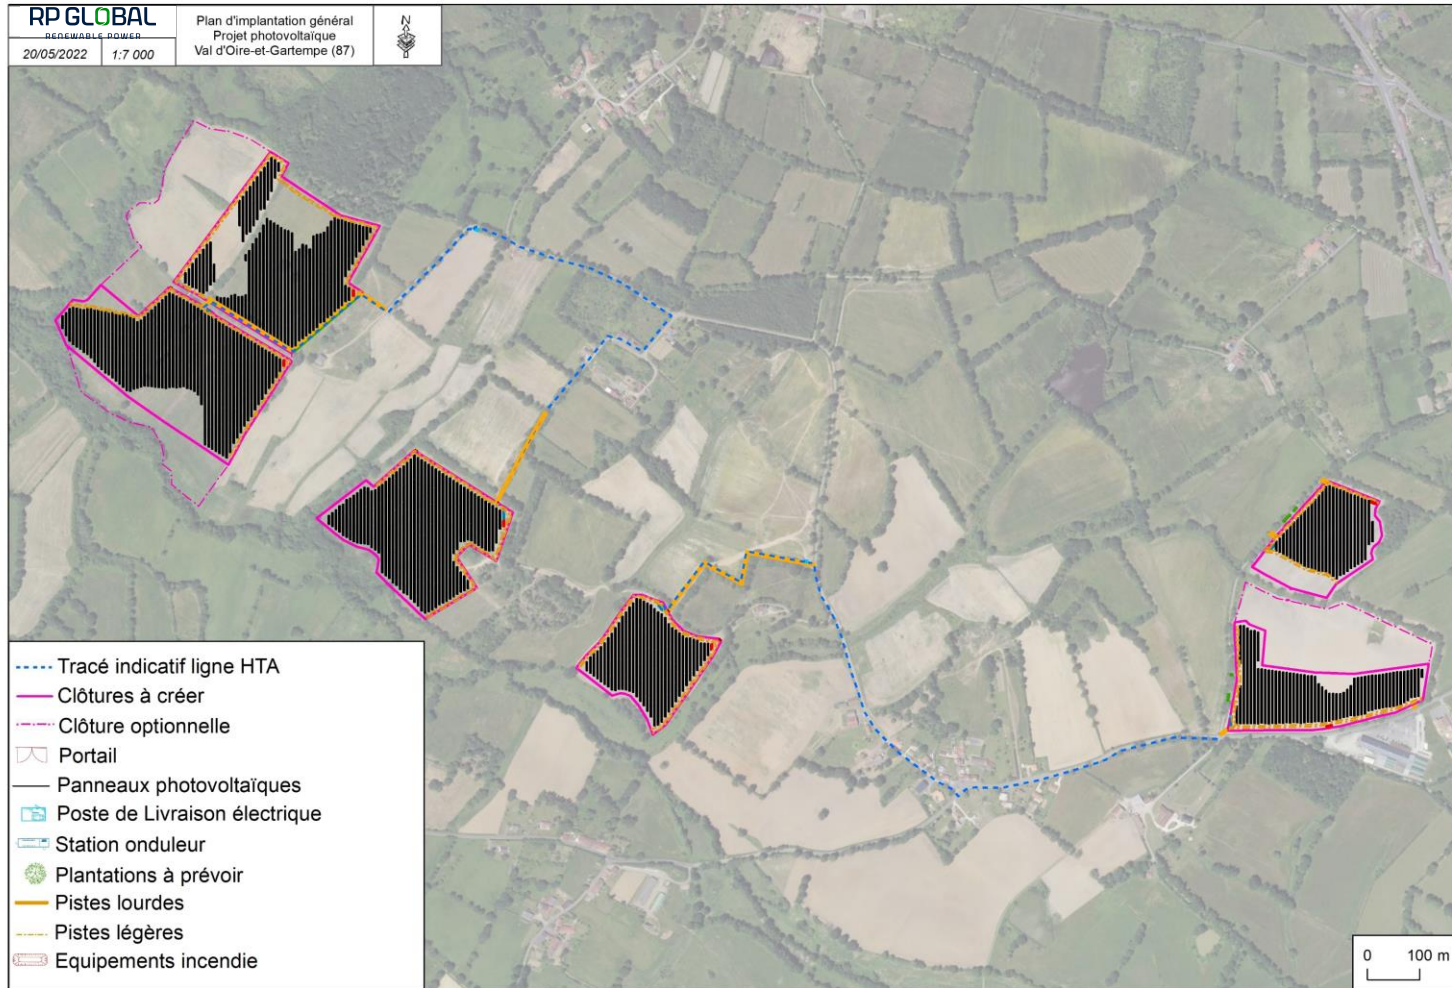 RP GLOBAL
RENEWABLE POWER
20/05/2022
1:7 000
Plan d'implantation général
Projet photovoltaïque
Val d'Oire-et-Gartempe (87)
N
Tracé indicatif ligne HTA
Clôtures à créer
Clôture optionnelle
Portail
Panneaux photovoltaïques
Poste de Livraison électrique
Station onduleur
Plantations à prévoir
Pistes lourdes
Pistes légères
Equipements incendie
0 100 m